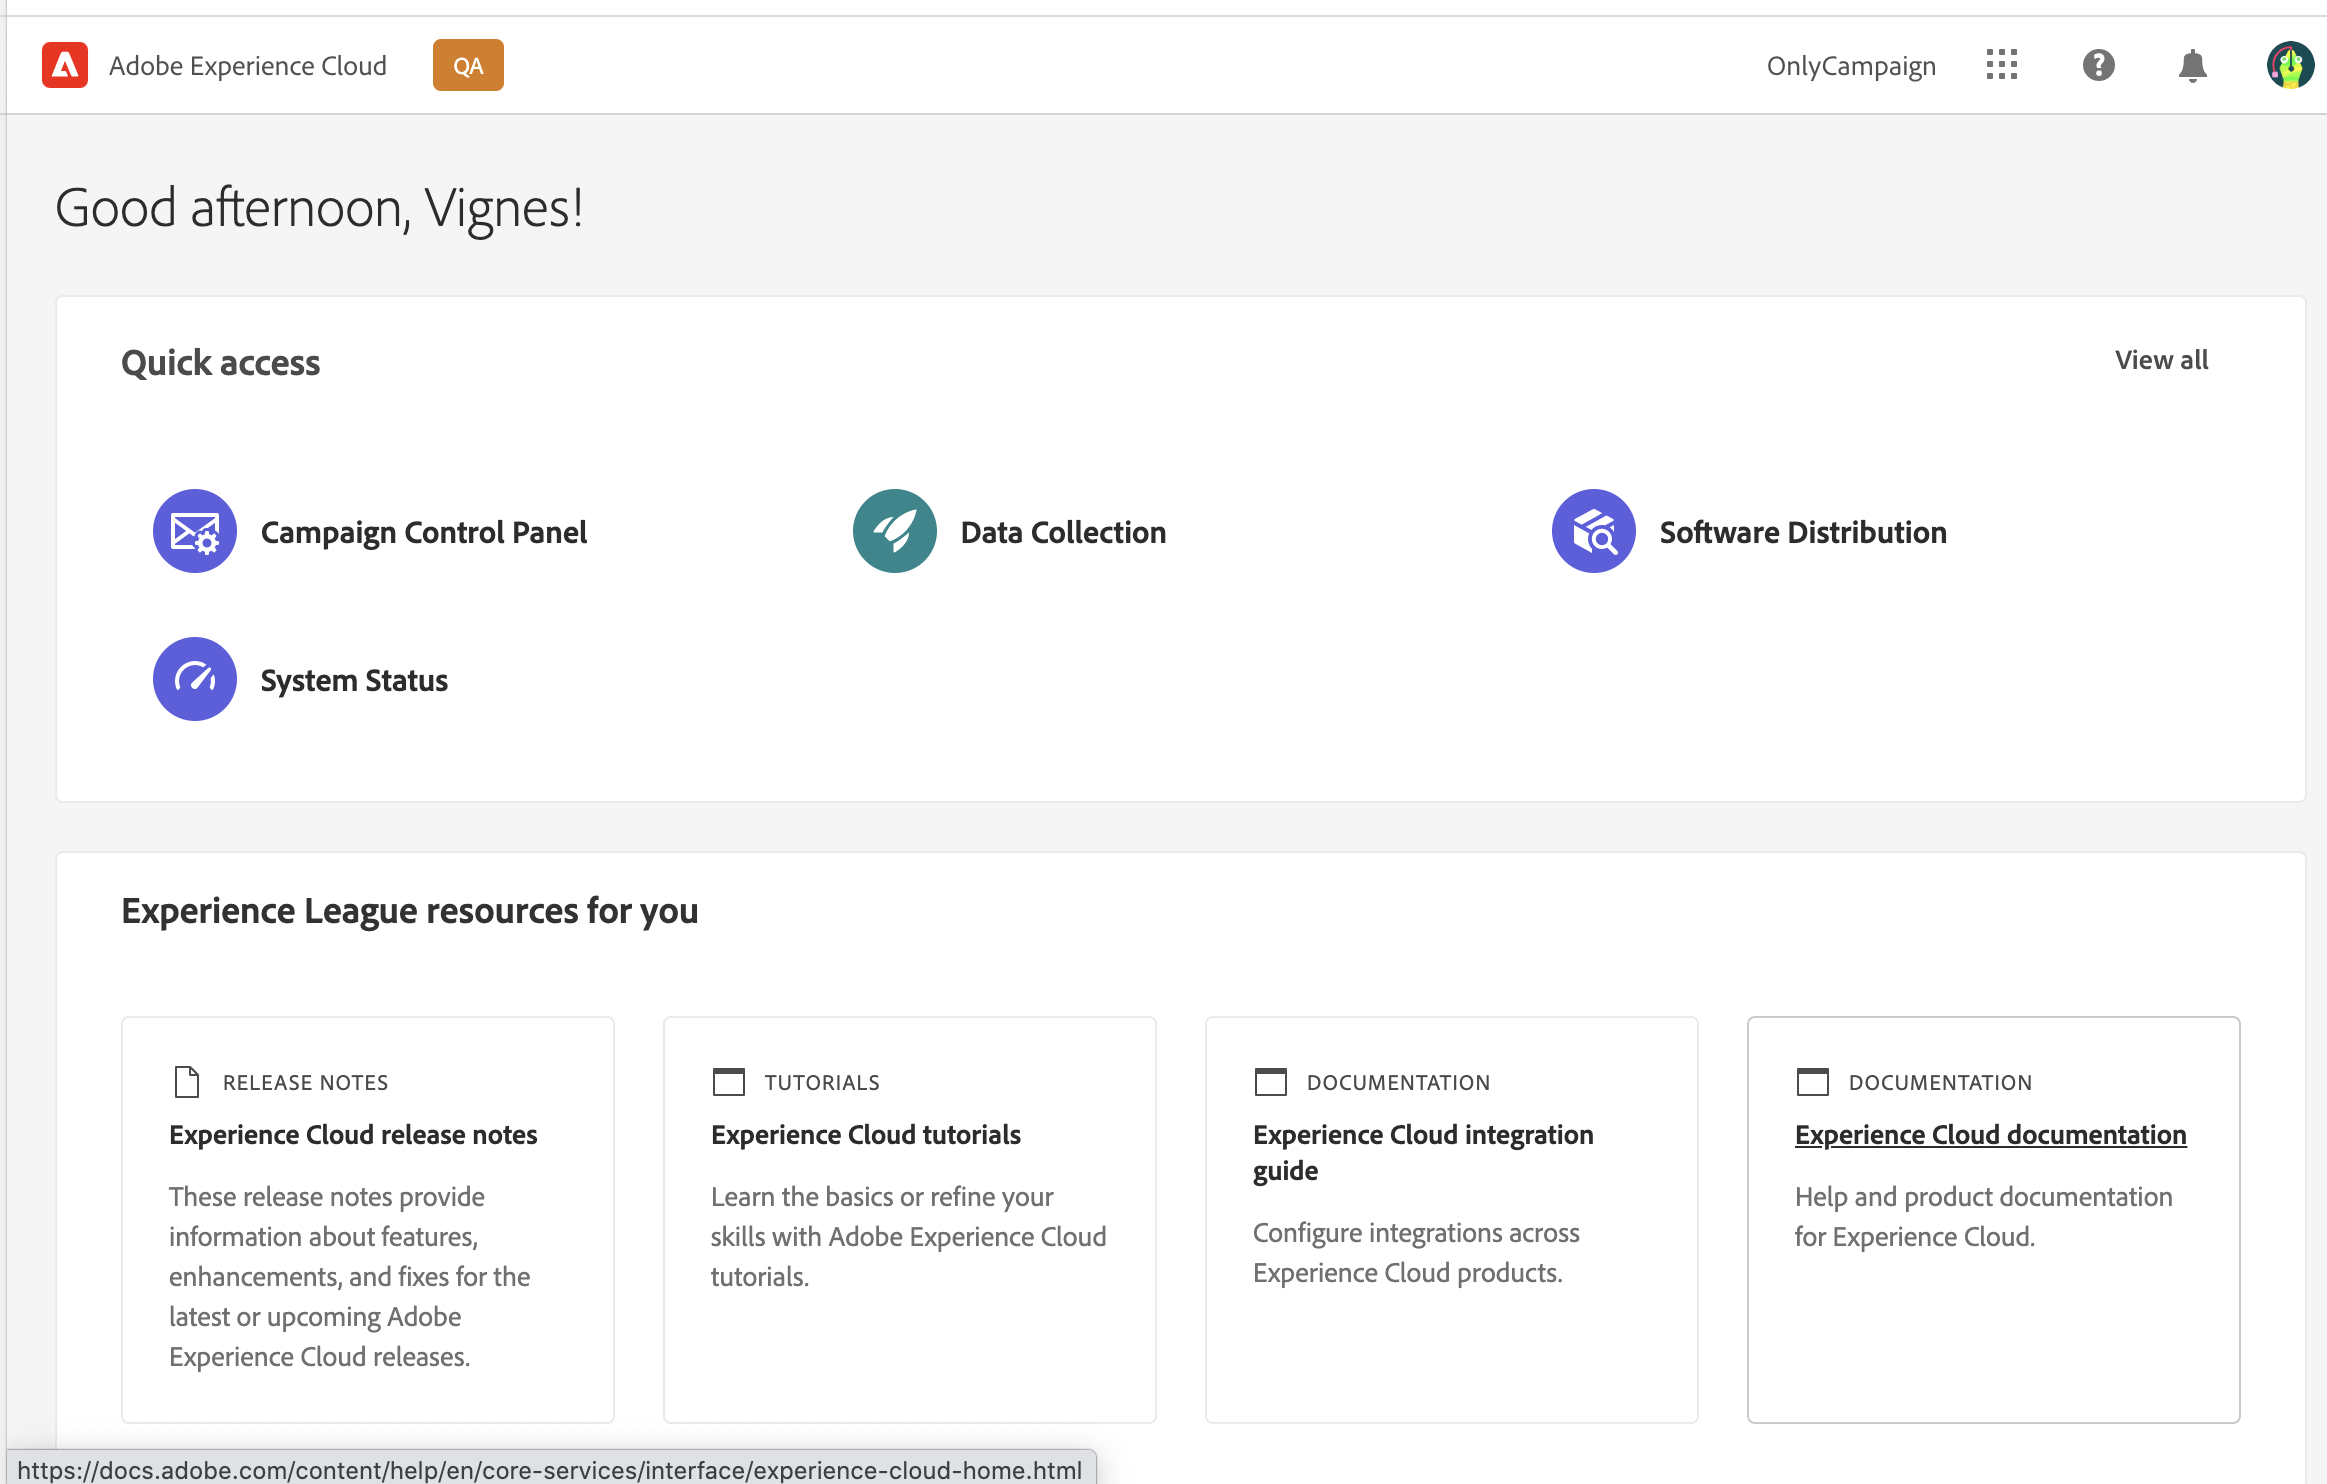 Adobe Experience Cloud
QA
OnlyCampaign
Good afternoon, Vignes!
Quick access
View all
Campaign Control Panel
Data Collection
Software Distribution
System Status
Experience League resources for you
RELEASE NOTES
Experience Cloud release notes
These release notes provide
information about features,
enhancements, and fixes for the
latest or upcoming Adobe
Experience Cloud releases.
TUTORIALS
Experience Cloud tutorials
Learn the basics or refine your
skills with Adobe Experience Cloud
tutorials.
DOCUMENTATION
Experience Cloud integration
guide
Configure integrations across
Experience Cloud products.
DOCUMENTATION
Experience Cloud documentation
Help and product documentation
for Experience Cloud.
https://docs.adobe.com/content/help/en/core-services/interface/experience-cloud-home.html